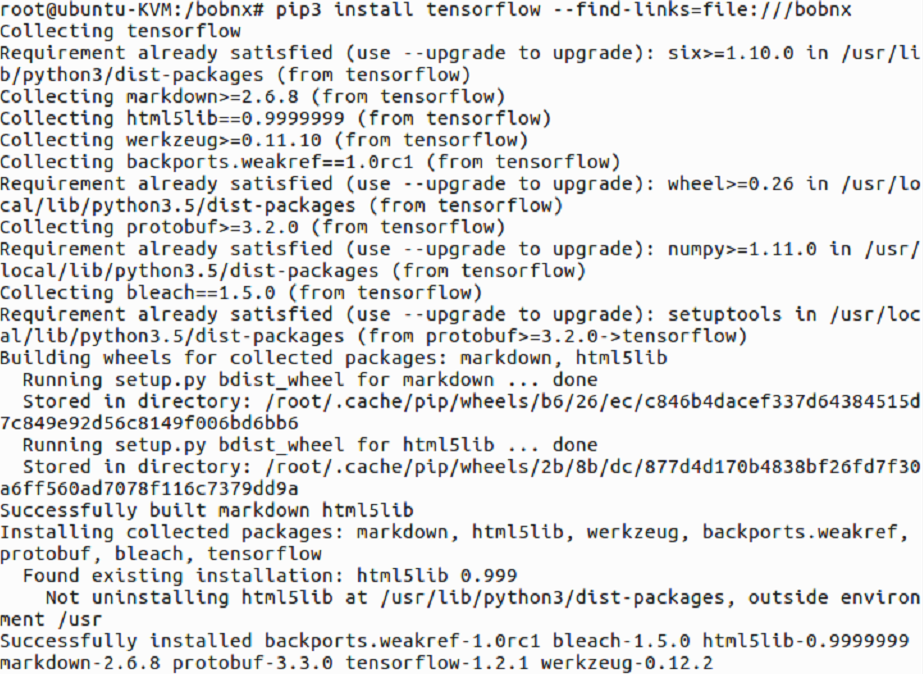 root@ubuntu-KVM:/bobnx# pip3 install tensorflow --find-links=file:///bobnx
Collecting tensorflow
Requirement already satisfied (use --upgrade to upgrade): six>=1.10.0 in /usr/li
b/python3/dist-packages (from tensorflow)
Collecting markdown>=2.6.8 (from tensorflow)
Collecting html5lib==0.9999999 (from tensorflow)
Collecting werkzeug>=0.11.10 (from tensorflow)
Collecting backports.weakref==1.0rc1 (from tensorflow)
Requirement already satisfied (use --upgrade to upgrade): wheel>=0.26 in /usr/lo
cal/lib/python3.5/dist-packages (from tensorflow)
Collecting protobuf>=3.2.0 (from tensorflow)
Requirement already satisfied (use --upgrade to upgrade): numpy>=1.11.0 in /usr/
local/lib/python3.5/dist-packages (from tensorflow)
Collecting bleach==1.5.0 (from tensorflow)
Requirement already satisfied (use --upgrade to upgrade): setuptools in /usr/loc
al/lib/python3.5/dist-packages (from protobuf>=3.2.0->tensorflow)
Building wheels for collected packages: markdown, html5lib
  Running setup.py bdist_wheel for markdown ... done
  Stored in directory: /root/.cache/pip/wheels/b6/26/ec/c846b4dacef337d64384515d
7c849e92d56c8149f006bd6bb6
  Running setup.py bdist_wheel for html5lib ... done
  Stored in directory: /root/.cache/pip/wheels/2b/8b/dc/877d4d170b4838bf26fd7f30
a6ff560ad7078f116c7379dd9a
Successfully built markdown html5lib
Installing collected packages: markdown, html5lib, werkzeug, backports.weakref,
protobuf, bleach, tensorflow
  Found existing installation: html5lib 0.999
    Not uninstalling html5lib at /usr/lib/python3/dist-packages, outside environ
ment /usr
Successfully installed backports.weakref-1.0rc1 bleach-1.5.0 html5lib-0.9999999
markdown-2.6.8 protobuf-3.3.0 tensorflow-1.2.1 werkzeug-0.12.2